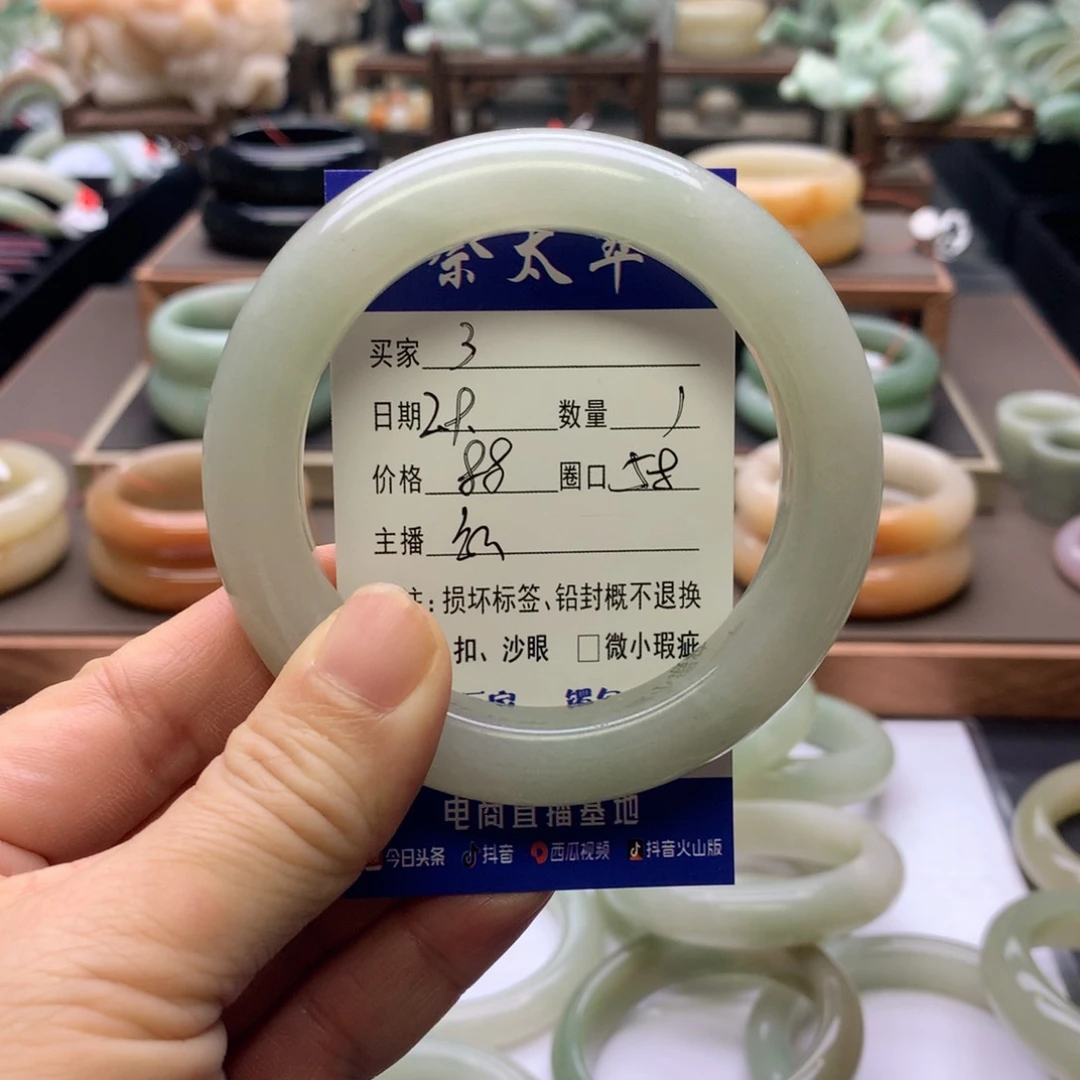 太
买家 3
日期 28. 数量 1
价格 88 圈口 58
主播
：损坏标签、铅封概不退换
扣、沙眼 □微小瑕疵
电商直播基地
今日头条 抖音 西瓜视频 抖音火山版